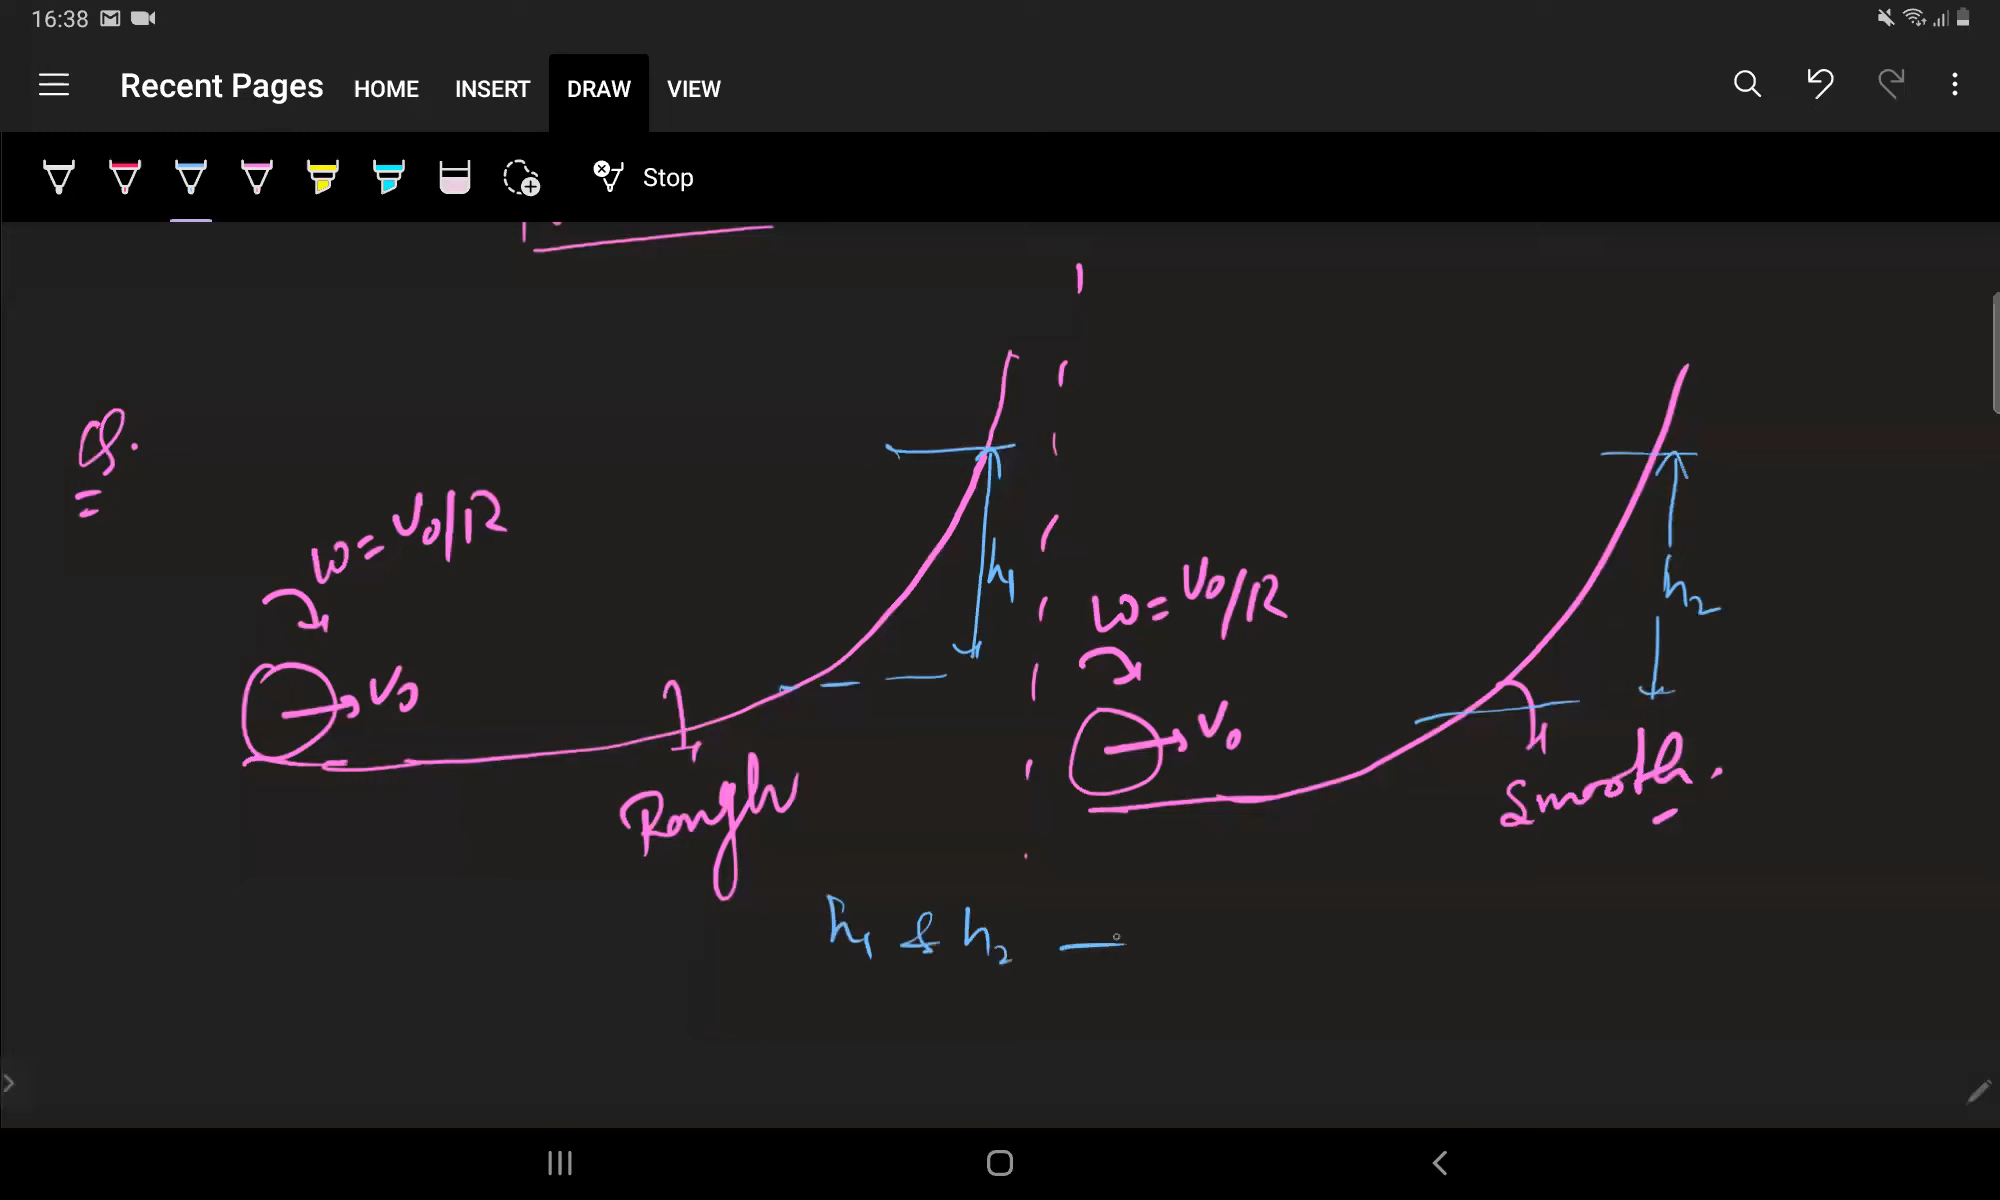 16:38
Recent Pages HOME INSERT DRAW VIEW
Stop
Q.
ω = V₀/R
V₀
h₁
Rough
ω = V₀/R
V₀
h₂
Smooth.
h₁ & h₂ —